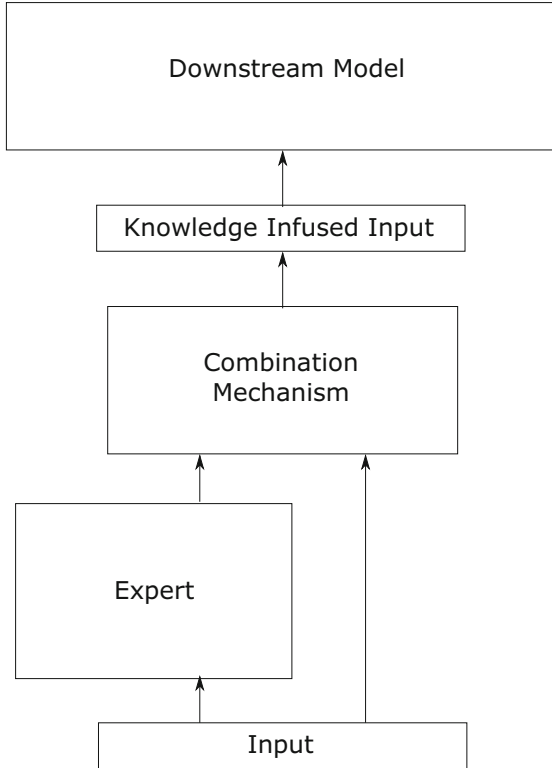 Downstream Model
Knowledge Infused Input
Combination
Mechanism
Expert
Input